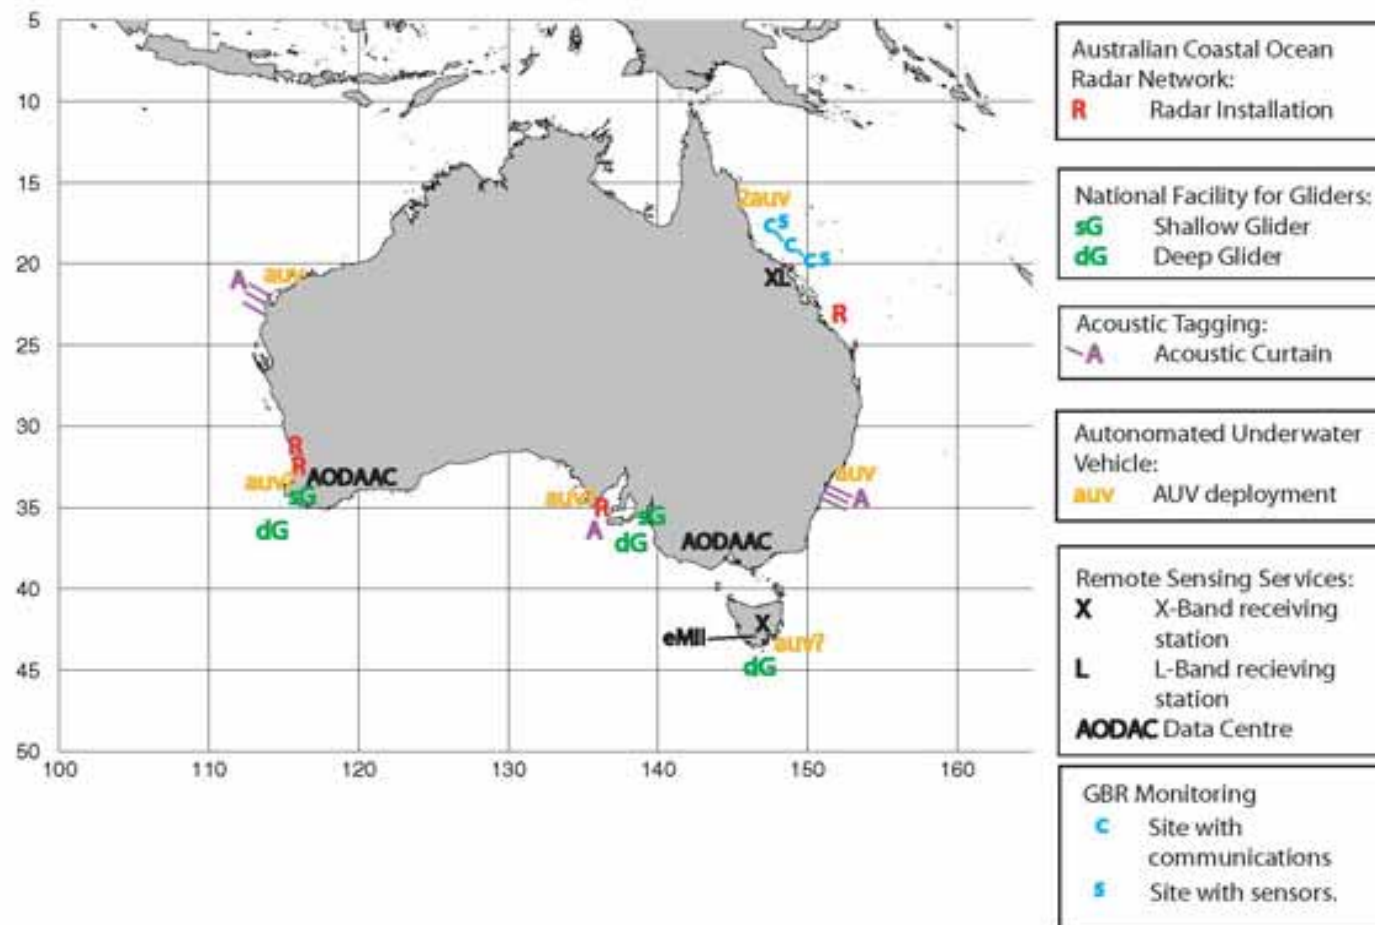 5
10
15
20
25
30
35
40
45
50
100
110
120
130
140
150
160
2auv
C S
C
C S
XL
R
A auv
R
R
auv? AODAAC
sG
dG
auv? R
A
sG
dG
AODAAC
auv
A
X
eMII
auv?
dG
Australian Coastal Ocean
Radar Network:
R Radar Installation
National Facility for Gliders:
sG Shallow Glider
dG Deep Glider
Acoustic Tagging:
A Acoustic Curtain
Autonomated Underwater
Vehicle:
auv AUV deployment
Remote Sensing Services:
X X-Band receiving
station
L L-Band recieving
station
AODAC Data Centre
GBR Monitoring
C Site with
communications
S Site with sensors.